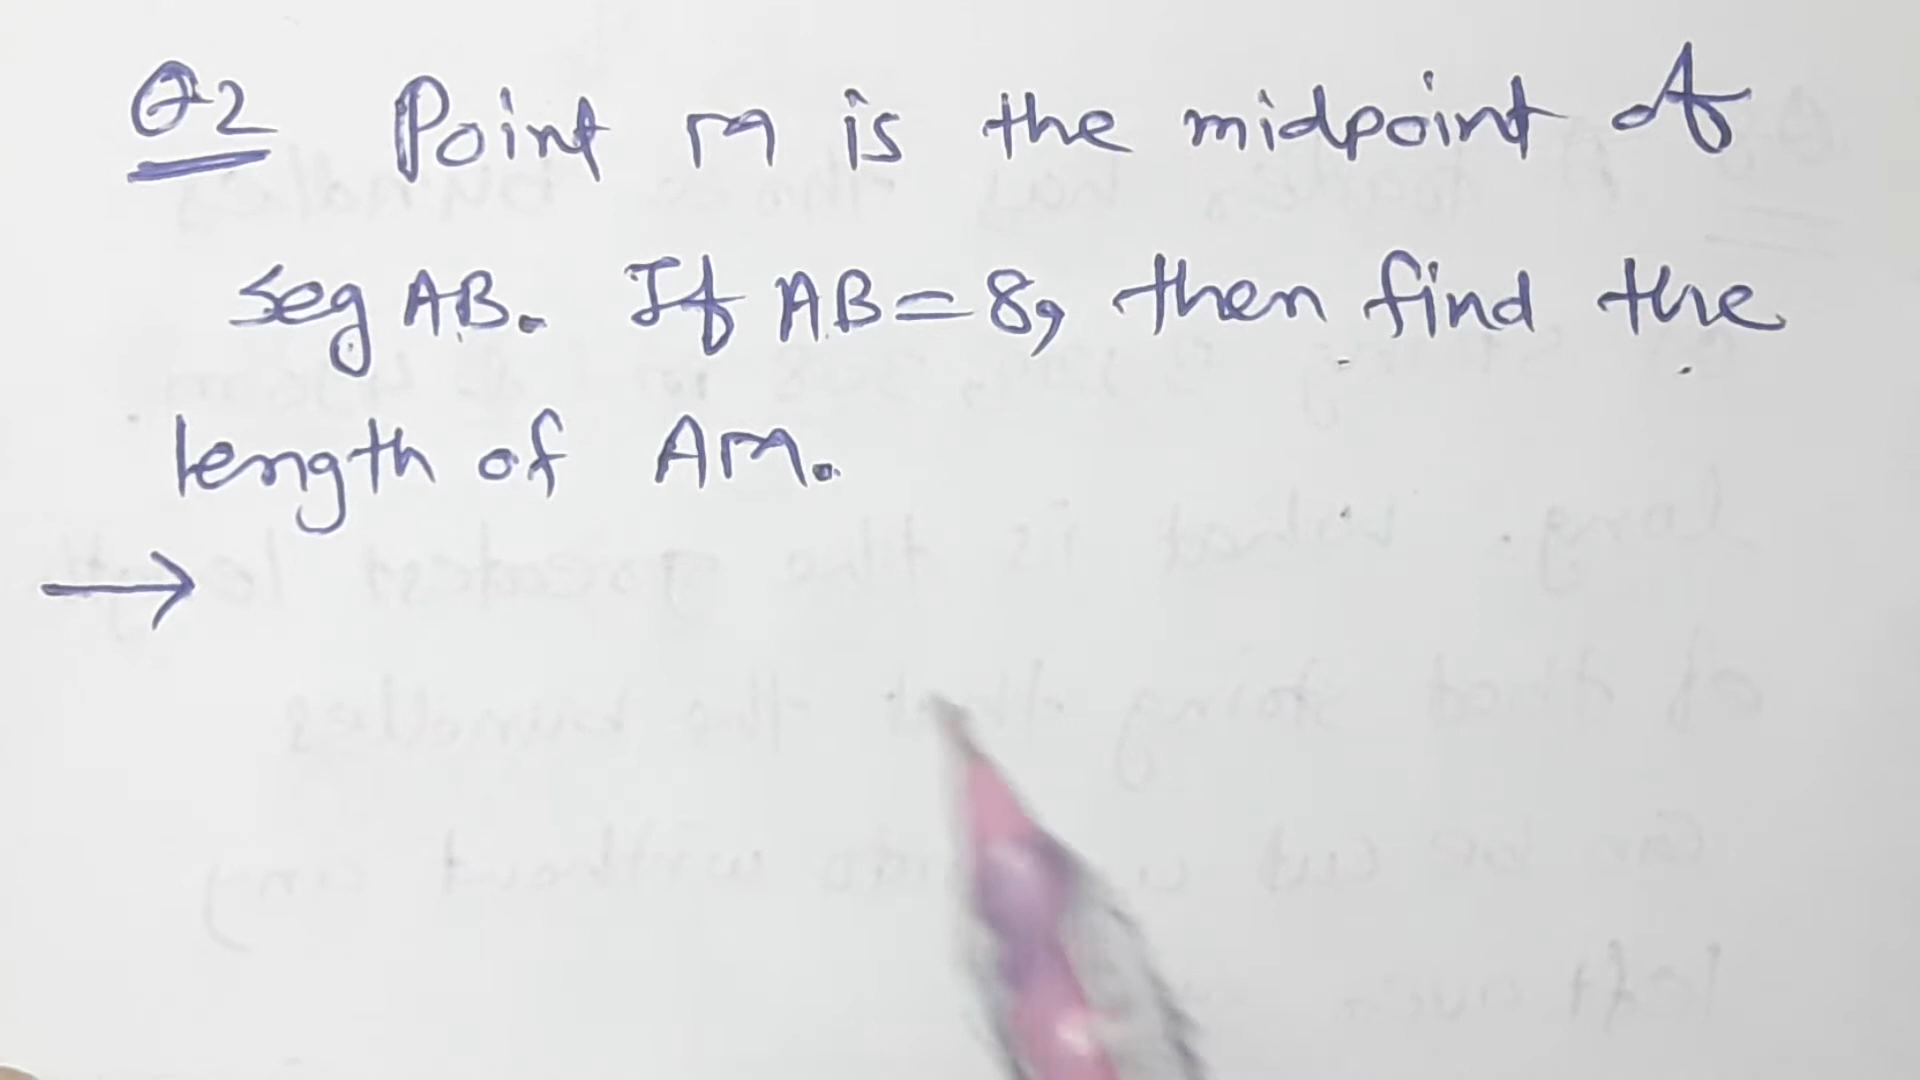 Q2 Point M is the midpoint of
seg AB. If AB=8, then find the
length of AM.
→